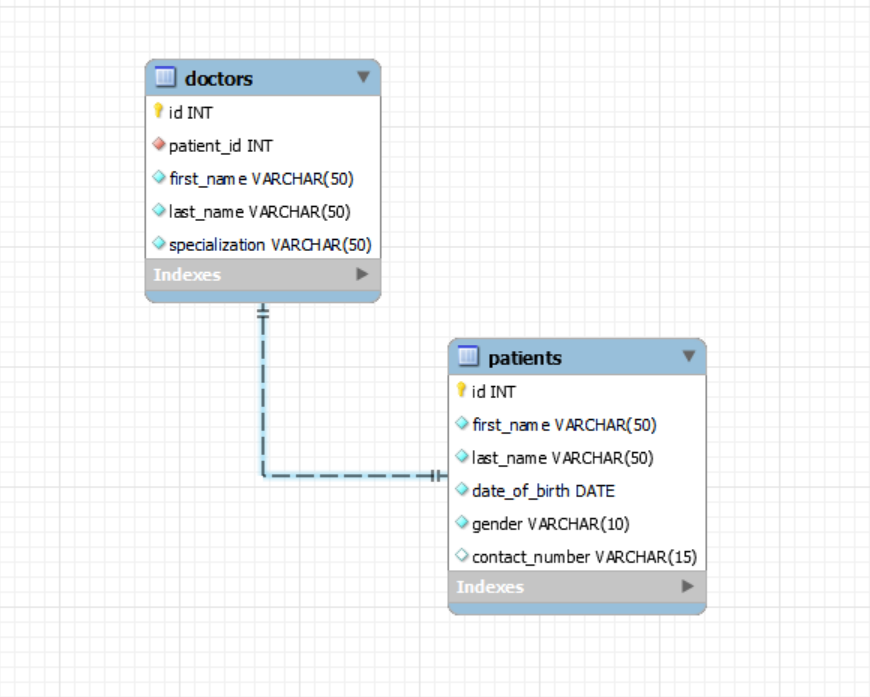 doctors
id INT
patient_id INT
first_name VARCHAR(50)
last_name VARCHAR(50)
specialization VARCHAR(50)
Indexes
patients
id INT
first_name VARCHAR(50)
last_name VARCHAR(50)
date_of_birth DATE
gender VARCHAR(10)
contact_number VARCHAR(15)
Indexes